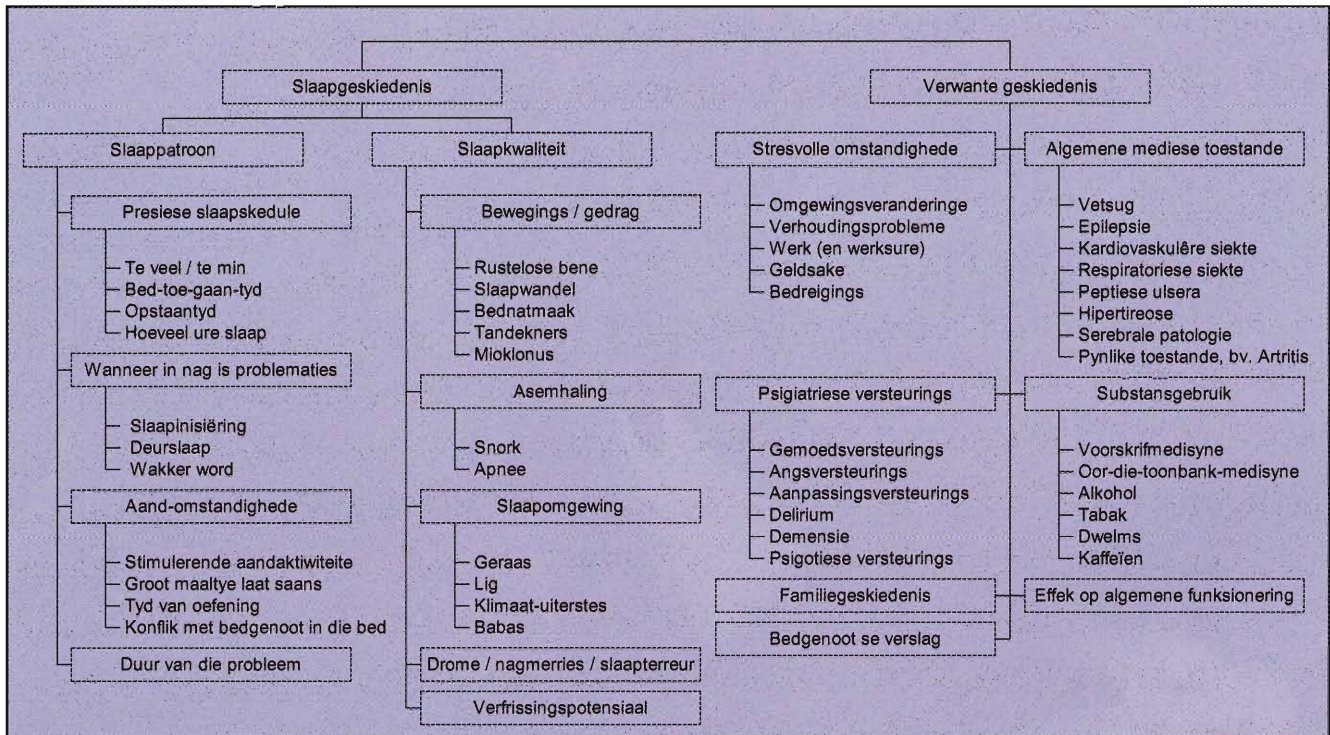 Slaapgeskiedenis
Slaappatroon
Presiese slaapskedule
Te veel / te min
Bed-toe-gaan-tyd
Opstaantyd
Hoeveel ure slaap
Wanneer in nag is problematies
Slaapinisiëring
Deurslaap
Wakker word
Aand-omstandighede
Stimulerende aandaktiwiteite
Groot maaltye laat saans
Tyd van oefening
Konflik met bedgenoot in die bed
Duur van die probleem
Slaapkwaliteit
Bewegings / gedrag
Rustelose bene
Slaapwandel
Bednatmaak
Tandekners
Mioklonus
Asemhaling
Snork
Apnee
Slaapomgewing
Geraas
Lig
Klimaat-uiterstes
Babas
Drome / nagmerries / slaapterreur
Verfrissingspotensiaal
Verwante geskiedenis
Stresvolle omstandighede
Omgewingsveranderinge
Verhoudingsprobleme
Werk (en werksure)
Geldsake
Bedreigings
Algemene mediese toestande
Vetsug
Epilepsie
Kardiovaskulêre siekte
Respiratoriese siekte
Peptiese ulsera
Hipertireose
Serebrale patologie
Pynlike toestande, bv. Artritis
Psigiatriese versteurings
Gemoedsversteurings
Angsversteurings
Aanpassingsversteurings
Delirium
Demensie
Psigotiese versteurings
Substansgebruik
Voorskrifmedisyne
Oor-die-toonbank-medisyne
Alkohol
Tabak
Dwelms
Kaffeïen
Familiegeskiedenis
Effek op algemene funksionering
Bedgenoot se verslag